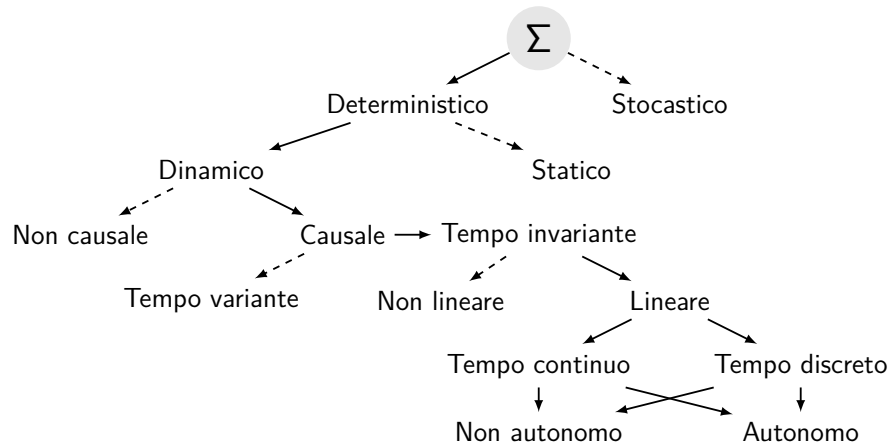 Σ
Deterministico
Stocastico
Dinamico
Statico
Non causale
Causale
Tempo invariante
Tempo variante
Non lineare
Lineare
Tempo continuo
Tempo discreto
Non autonomo
Autonomo